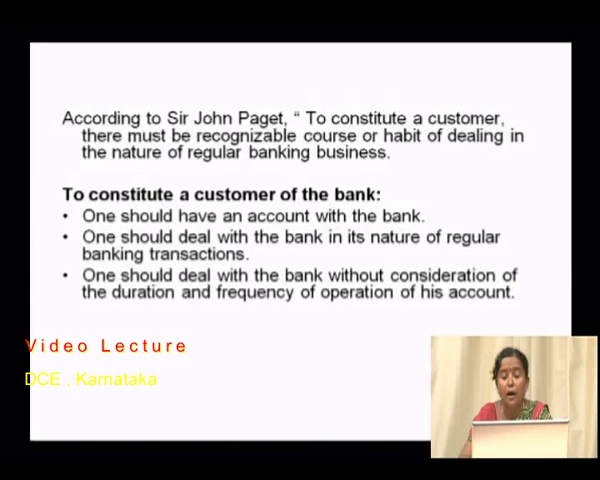 According to Sir John Paget, “ To constitute a customer,
there must be recognizable course or habit of dealing in
the nature of regular banking business.
To constitute a customer of the bank:
• One should have an account with the bank.
• One should deal with the bank in its nature of regular
banking transactions.
• One should deal with the bank without consideration of
the duration and frequency of operation of his account.
Video Lecture
DCE , Karnataka